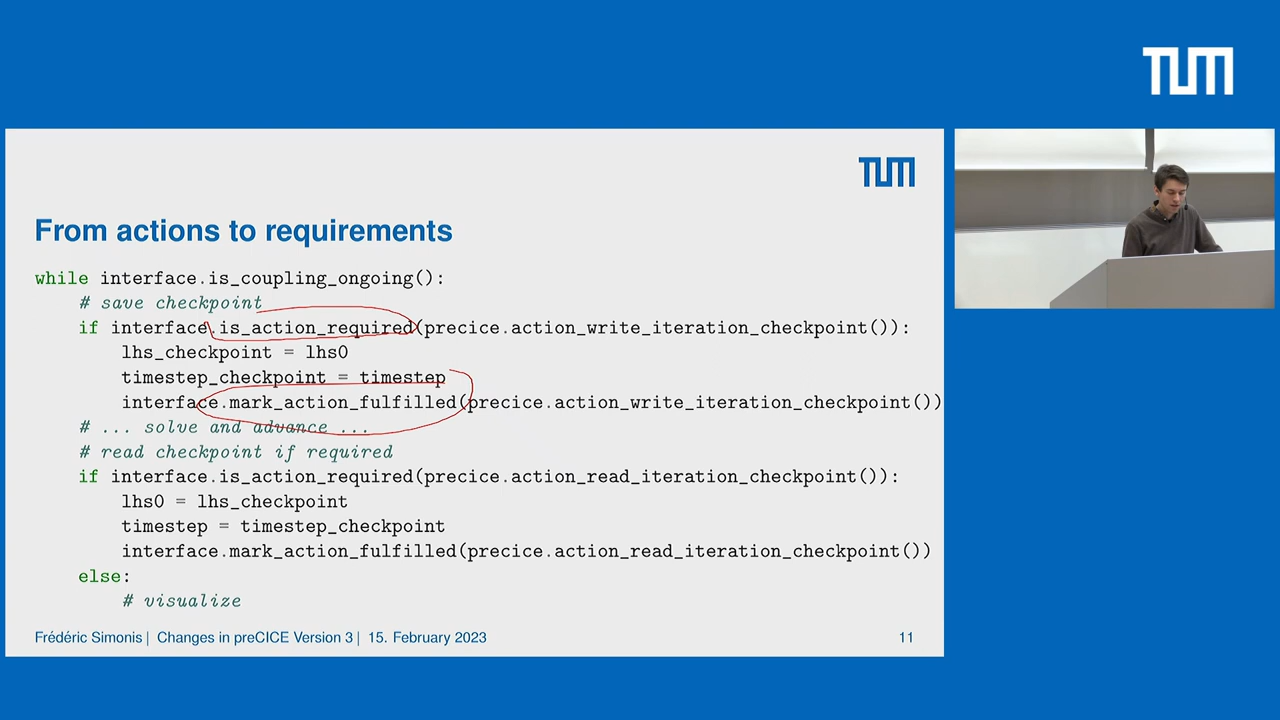 TUM
TUM
From actions to requirements
while interface.is_coupling_ongoing():
# save checkpoint
if interface.is_action_required(precice.action_write_iteration_checkpoint()):
lhs_checkpoint = lhs0
timestep_checkpoint = timestep
interface.mark_action_fulfilled(precice.action_write_iteration_checkpoint())
# ... solve and advance ...
# read checkpoint if required
if interface.is_action_required(precice.action_read_iteration_checkpoint()):
lhs0 = lhs_checkpoint
timestep = timestep_checkpoint
interface.mark_action_fulfilled(precice.action_read_iteration_checkpoint())
else:
# visualize
Frédéric Simonis | Changes in preCICE Version 3 | 15. February 2023 11